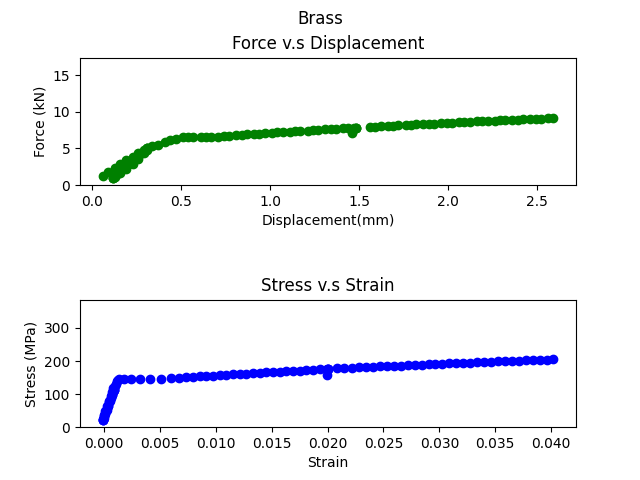 Brass
Force v.s Displacement
Force (kN)
15
10
5
0
0.0 0.5 1.0 1.5 2.0 2.5
Displacement(mm)
Stress v.s Strain
Stress (MPa)
300
200
100
0
0.000 0.005 0.010 0.015 0.020 0.025 0.030 0.035 0.040
Strain